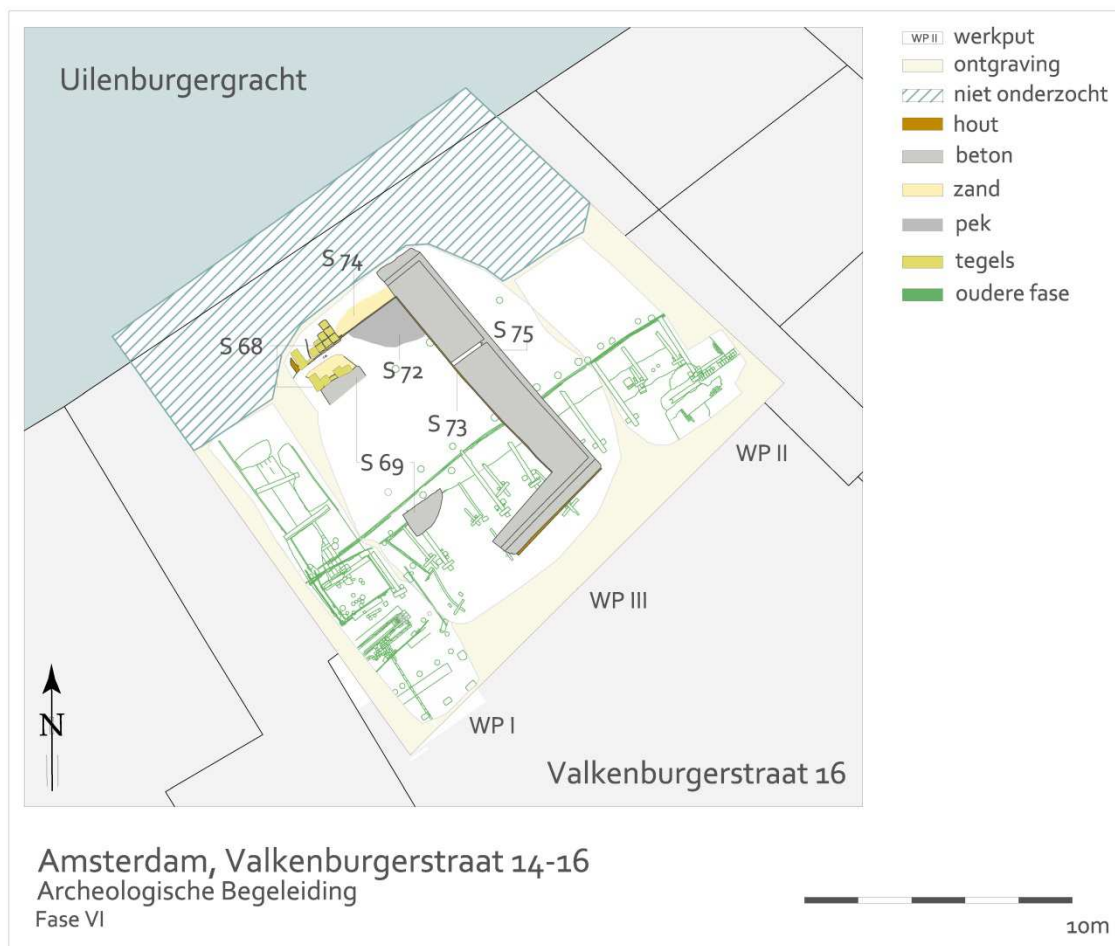 Uilenburgergracht
WP II werkput
ontgraving
niet onderzocht
hout
beton
zand
pek
tegels
oudere fase
S 74
S 68
S 75
S 72
S 73
S 69
WP II
WP III
WP I
N
Valkenburgerstraat 16
Amsterdam, Valkenburgerstraat 14-16
Archeologische Begeleiding
Fase VI
10m